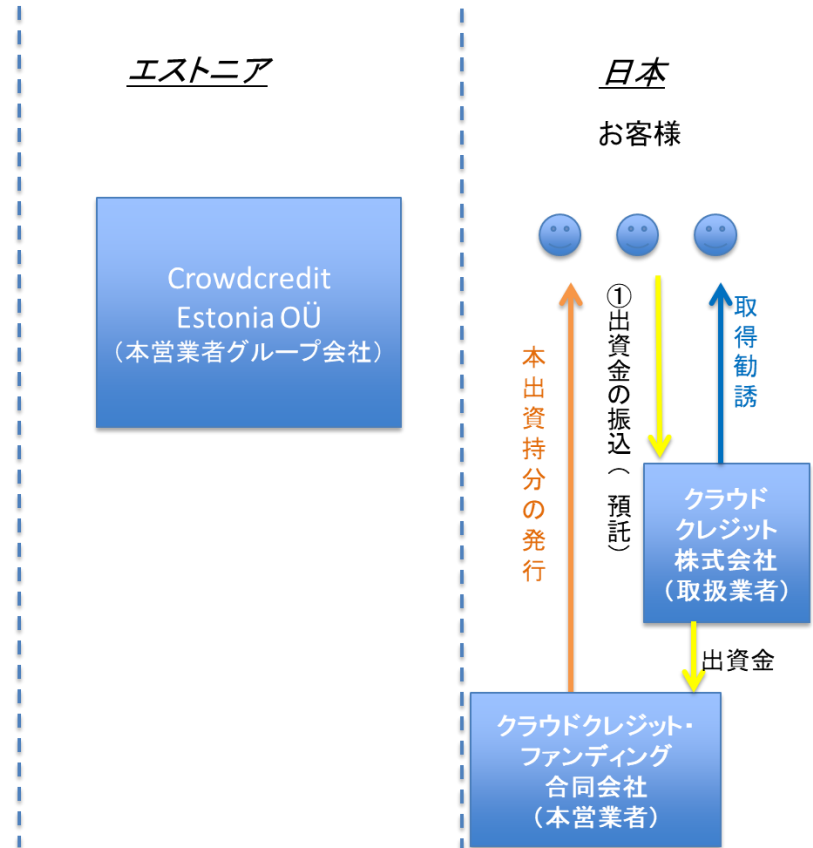 エストニア
日本
お客様
Crowdcredit
Estonia OÜ
（本営業者グループ会社）
本出資持分の発行
①出資金の振込（預託）
取得勧誘
クラウド
クレジット
株式会社
（取扱業者）
出資金
クラウドクレジット・
ファンディング
合同会社
（本営業者）